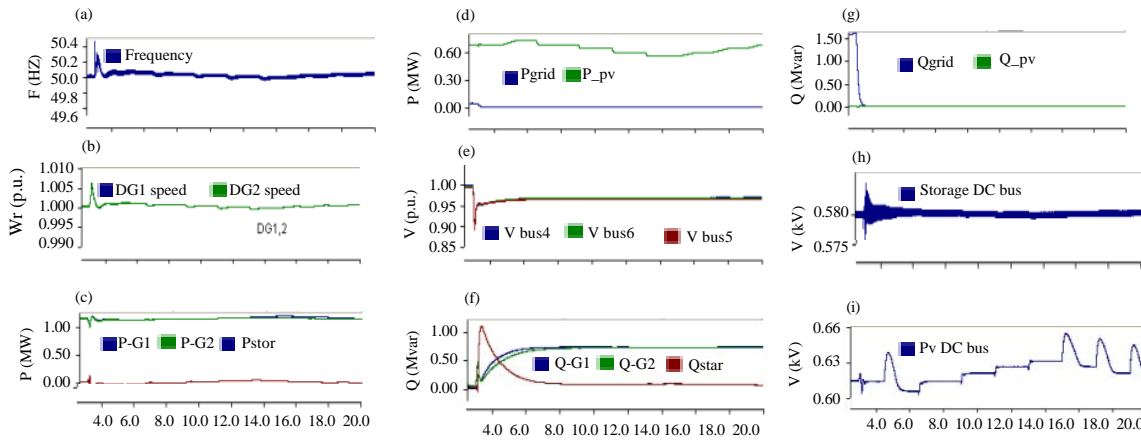 (a)
50.4
50.0
49.8
49.6
F (HZ)
Frequency
(b)
1.010
1.005
1.000
0.995
0.990
Wr (p.u.)
DG1 speed
DG2 speed
DG1,2
(c)
1.00
0.50
0.00
P (MW)
P-G1
P-G2
Pstor
4.0 6.0 8.0 10.0 12.0 14.0 16.0 18.0 20.0
(d)
0.60
0.30
0.00
P (MW)
Pgrid
P_pv
(e)
1.00
0.95
0.90
0.85
V (p.u.)
V bus4
V bus6
V bus5
(f)
1.00
0.50
0.00
Q (Mvar)
Q-G1
Q-G2
Qstar
4.0 6.0 8.0 10.0 12.0 14.0 16.0 18.0 20.0
(g)
1.50
1.00
0.50
0.00
Q (Mvar)
Qgrid
Q_pv
(h)
0.580
0.575
V (kV)
Storage DC bus
(i)
0.66
0.63
0.60
V (kV)
Pv DC bus
4.0 6.0 8.0 10.0 12.0 14.0 16.0 18.0 20.0